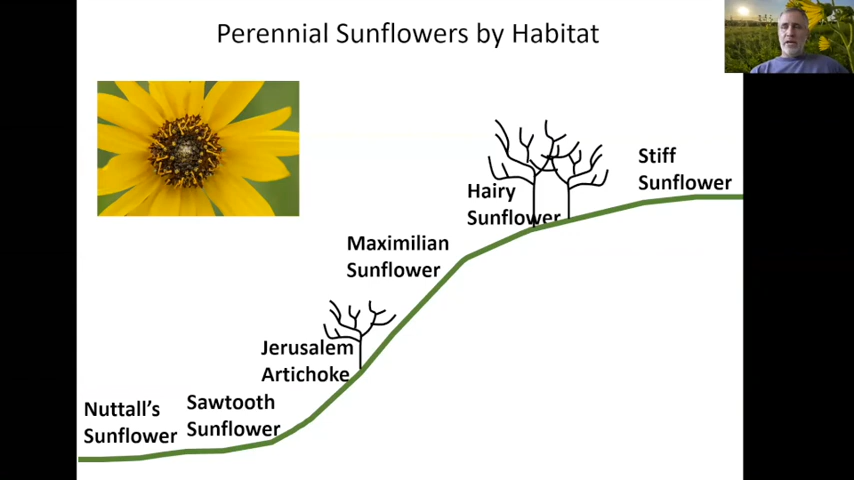 Perennial Sunflowers by Habitat
Stiff
Sunflower
Hairy
Sunflower
Maximilian
Sunflower
Jerusalem
Artichoke
Sawtooth
Sunflower
Nuttall's
Sunflower